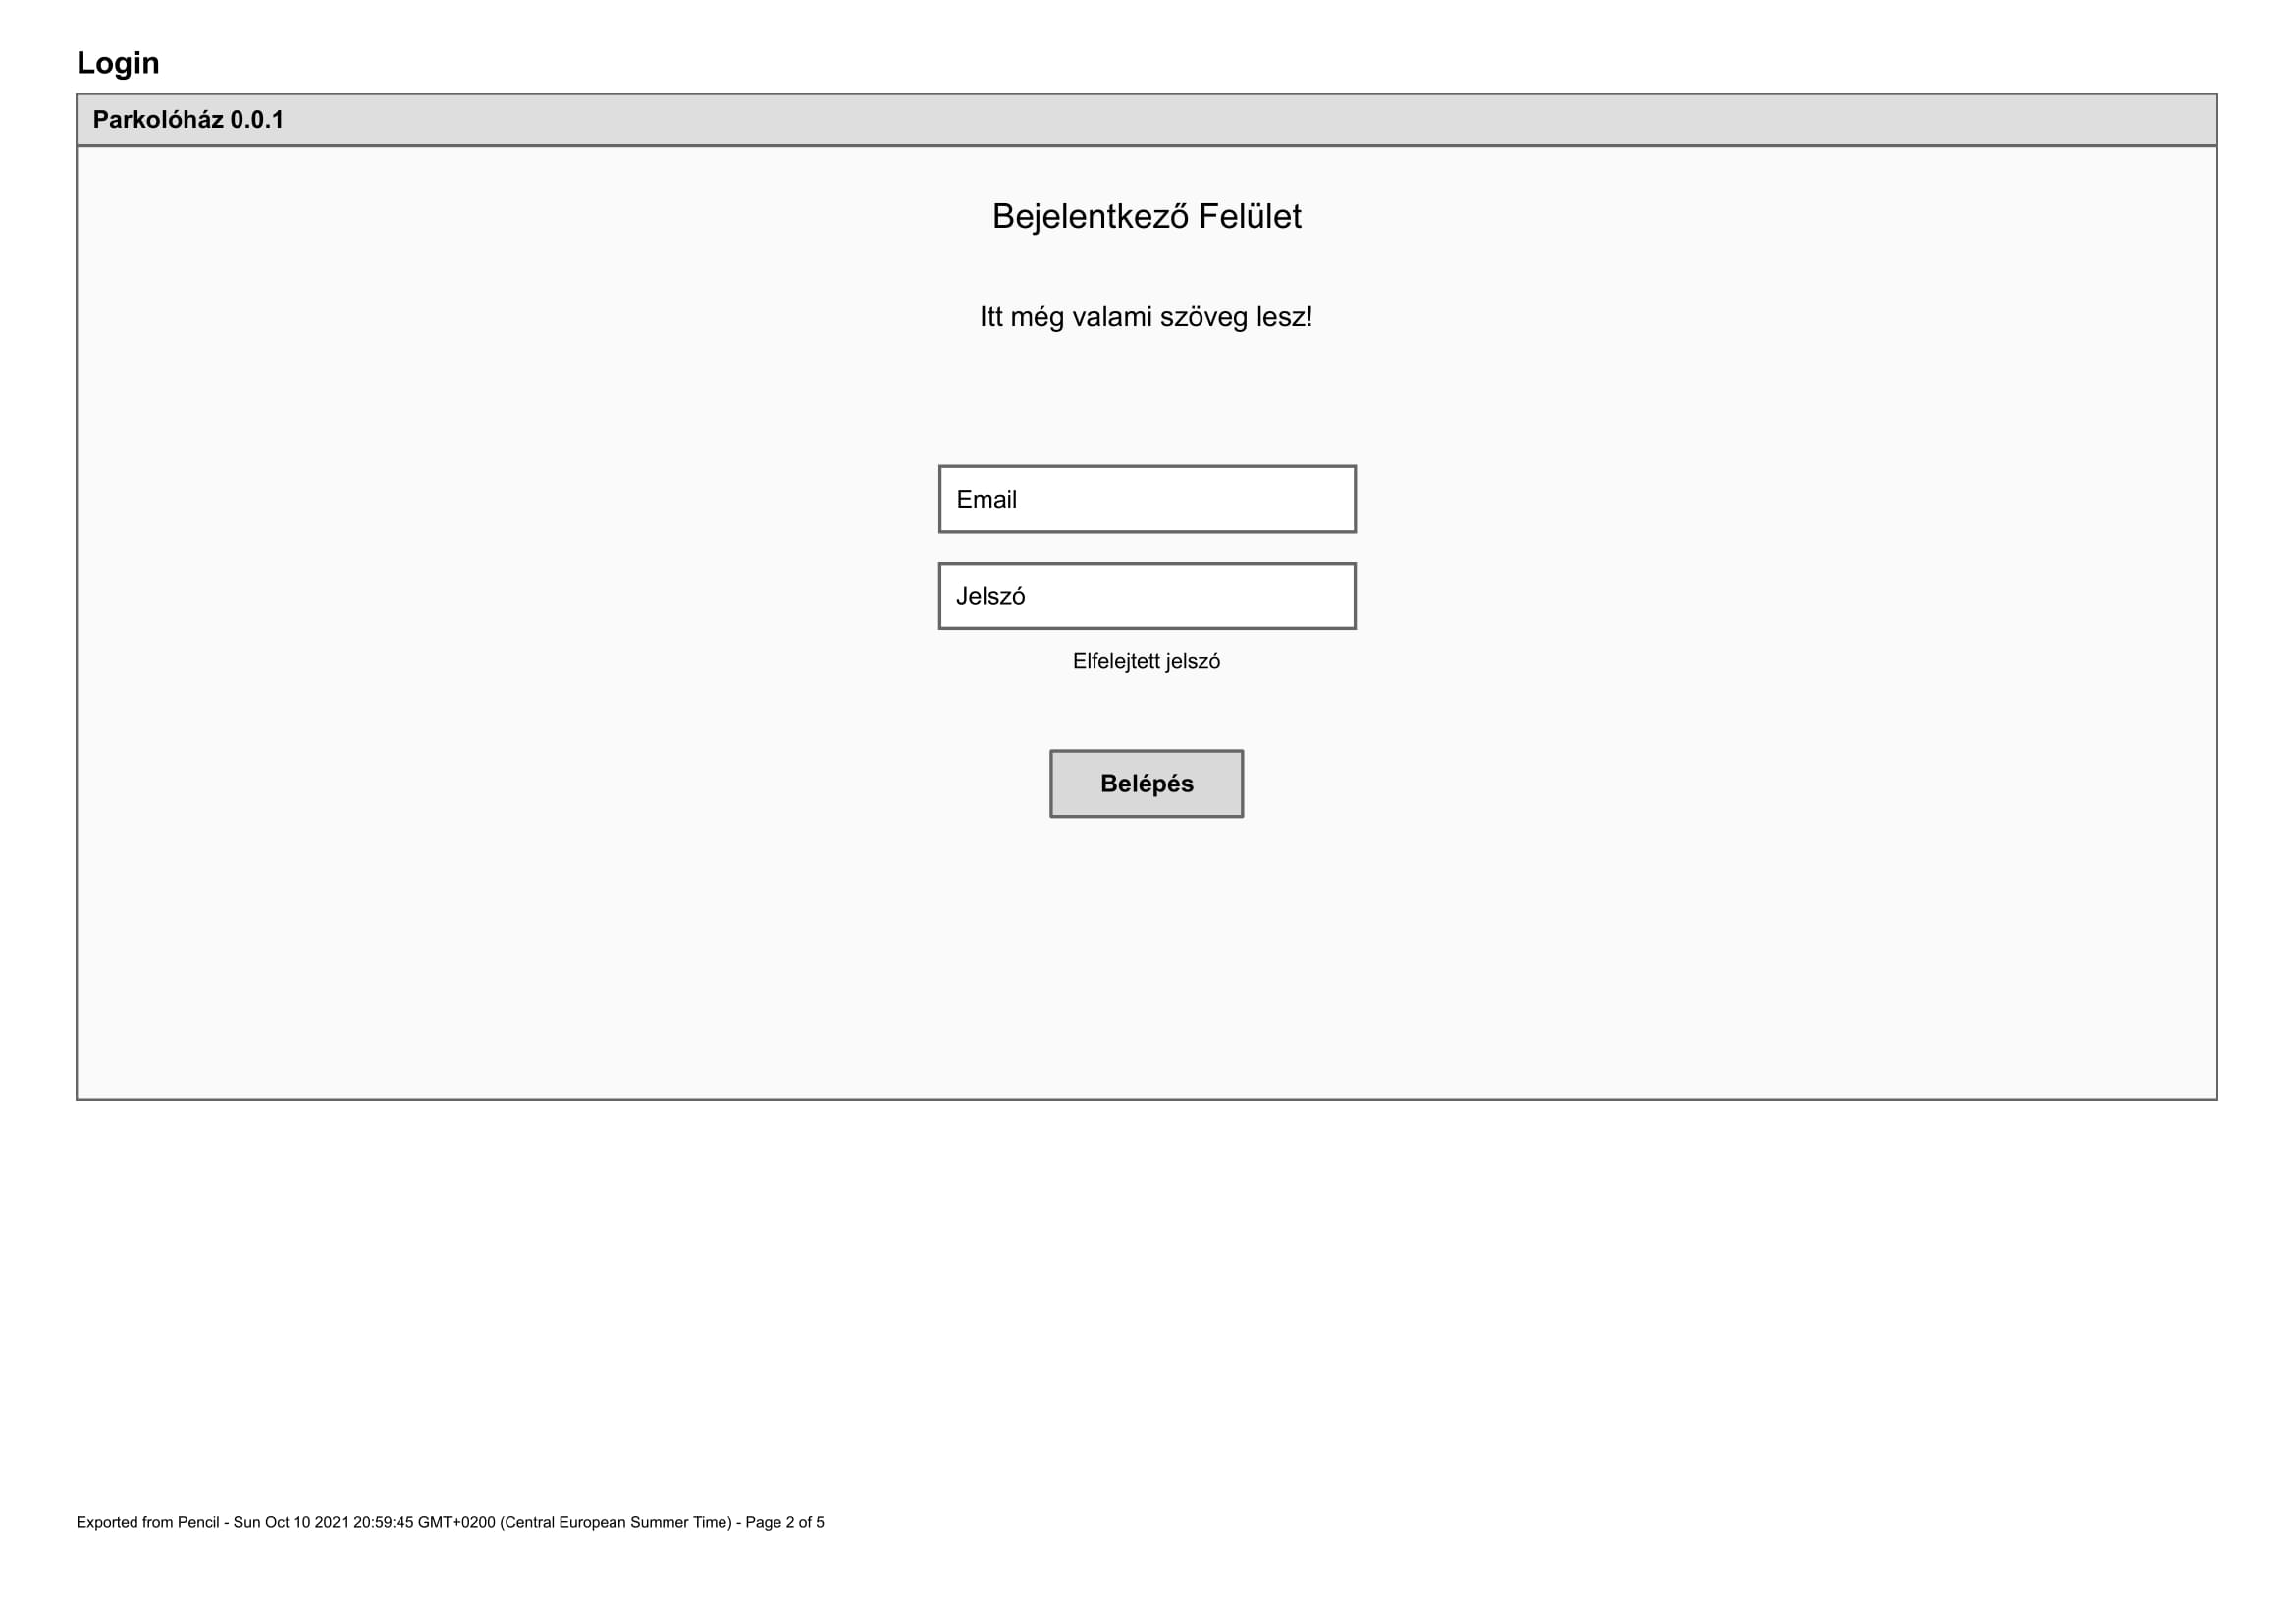 Login
Parkolóház 0.0.1
Bejelentkező Felület
Itt még valami szöveg lesz!
Email
Jelszó
Elfelejtett jelszó
Belépés
Exported from Pencil - Sun Oct 10 2021 20:59:45 GMT+0200 (Central European Summer Time) - Page 2 of 5